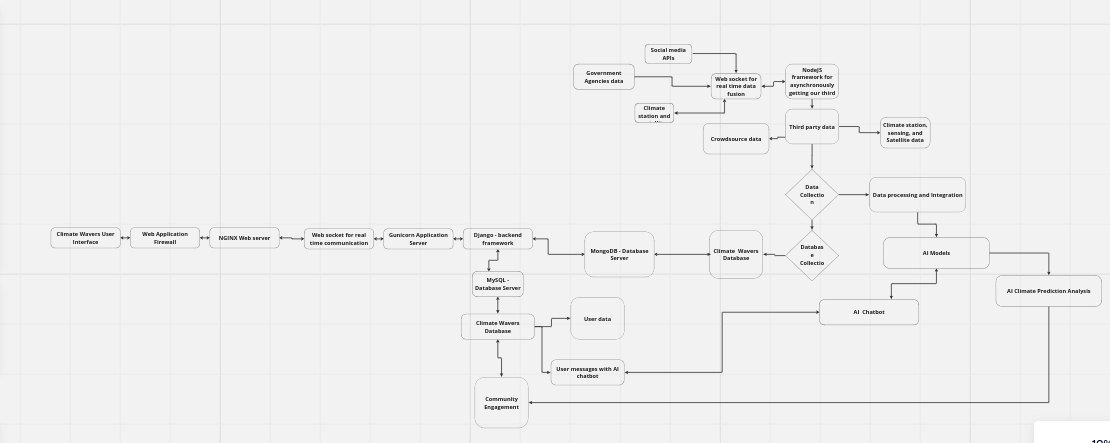 Social media
APIs
Government
Agencies data
Web socket for
real time data
fusion
NodeJS
framework for
asynchronously
getting our third
Climate
station and
Third party data
Climate station,
sensing, and
Satellite data
Crowdsource data
Data
Collectio
n
Data processing and Integration
Climate Wavers User
Interface
Web Application
Firewall
NGINX Web server
Web socket for real
time communication
Gunicorn Application
Server
Django - backend
framework
MongoDB - Database
Server
Climate Wavers
Database
Databas
e
Collectio
AI Models
MySQL -
Database Server
AI Climate Prediction Analysis
AI Chatbot
Climate Wavers
Database
User data
User messages with AI
chatbot
Community
Engagement